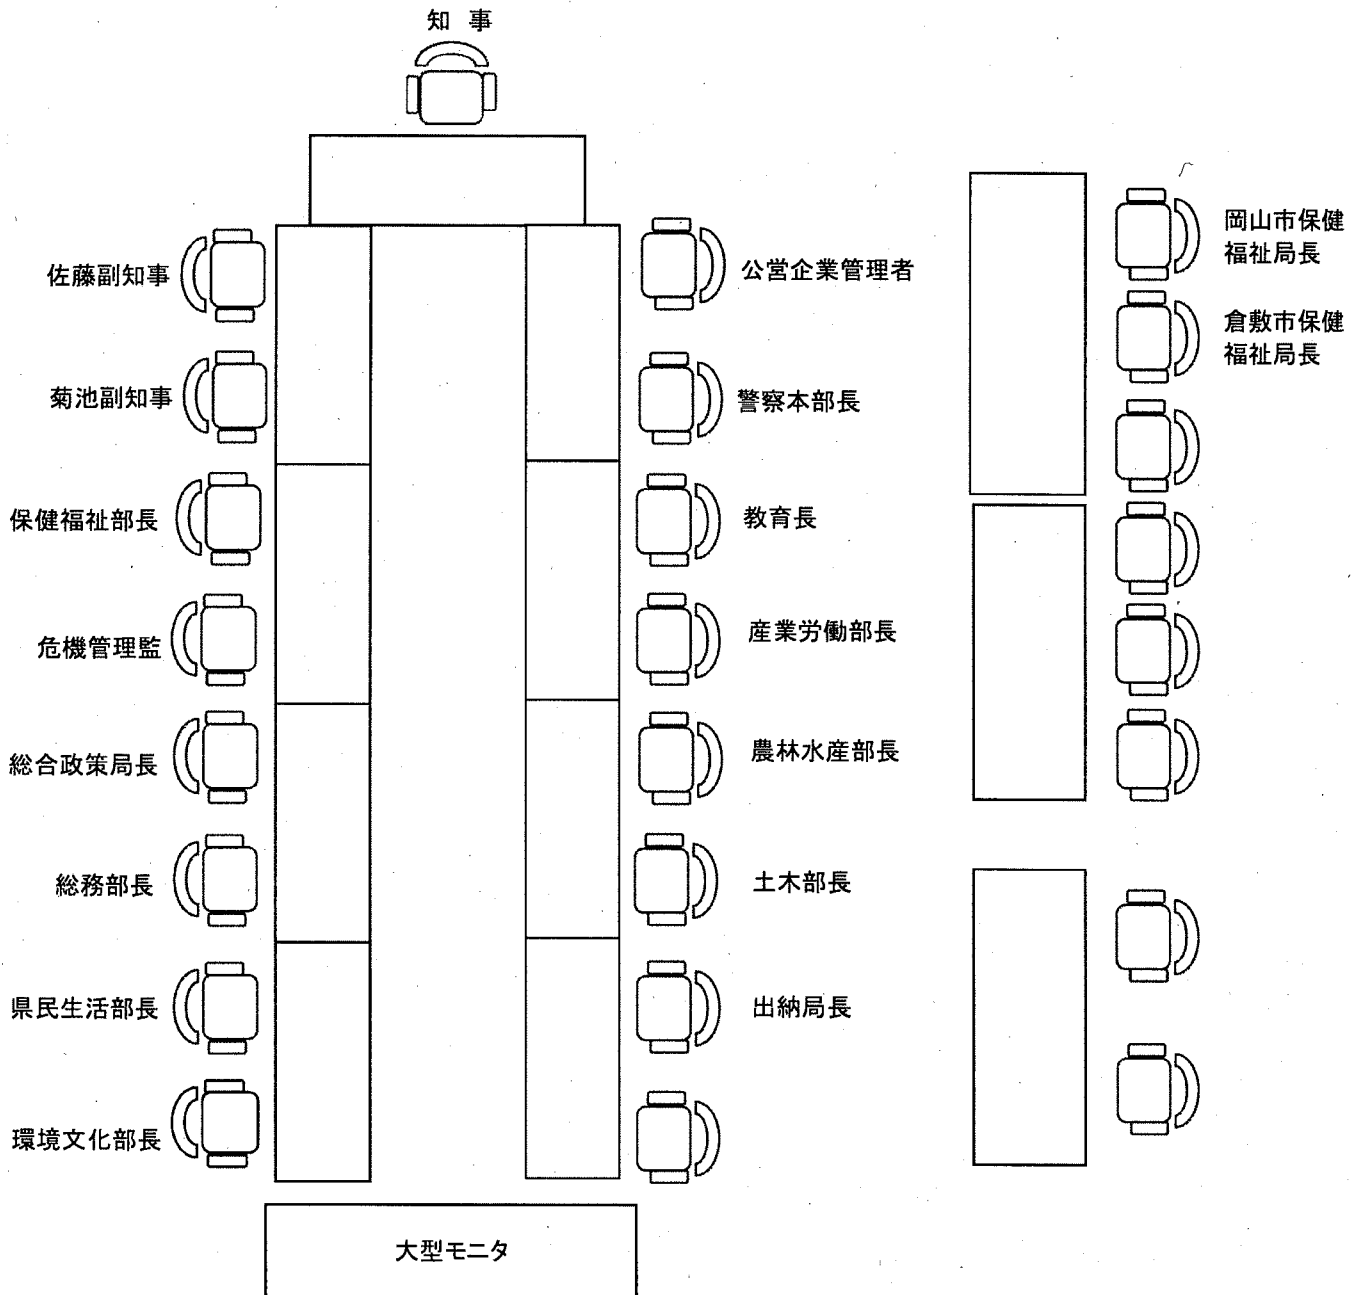 知 事
佐藤副知事
菊池副知事
保健福祉部長
危機管理監
総合政策局長
総務部長
県民生活部長
環境文化部長
公営企業管理者
警察本部長
教育長
産業労働部長
農林水産部長
土木部長
出納局長
岡山市保健
福祉局長
倉敷市保健
福祉局長
大型モニタ